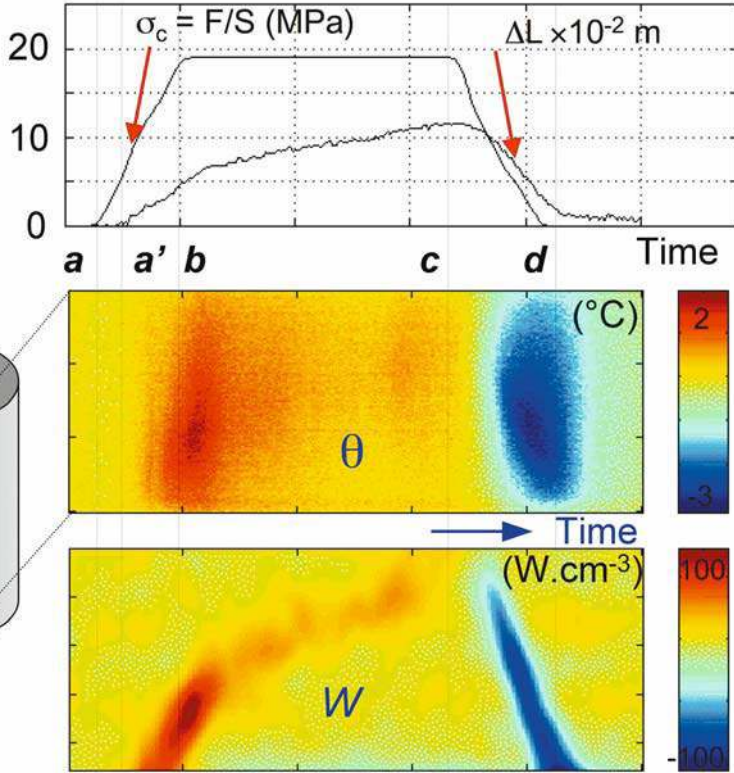 σc = F/S (MPa)
ΔL ×10-2 m
20
10
0
a a' b c d Time
(°C)
2
θ
-3
Time
(W.cm-3)
100
W
-100